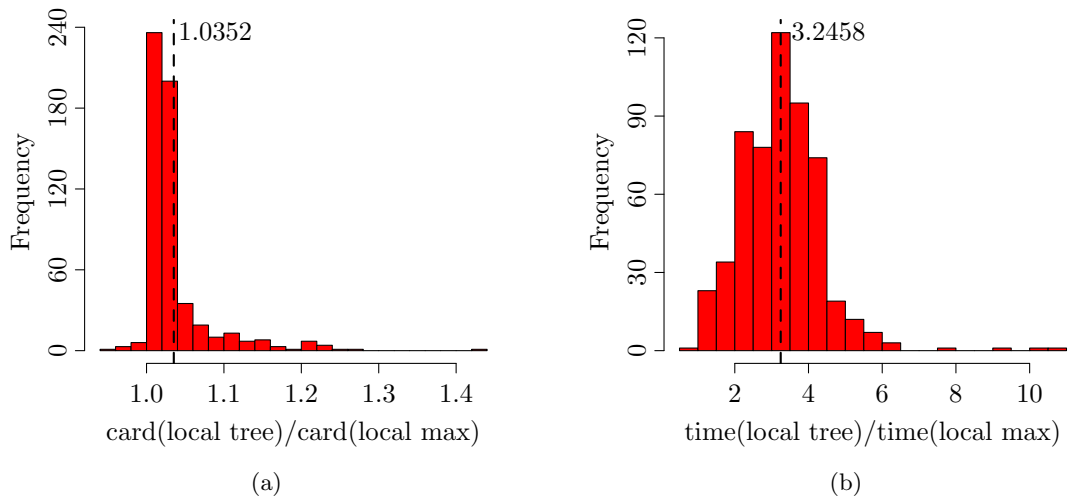 1.0352
Frequency
0 60 120 180 240
1.0 1.1 1.2 1.3 1.4
card(local tree)/card(local max)
(a)
3.2458
Frequency
0 30 60 90 120
2 4 6 8 10
time(local tree)/time(local max)
(b)